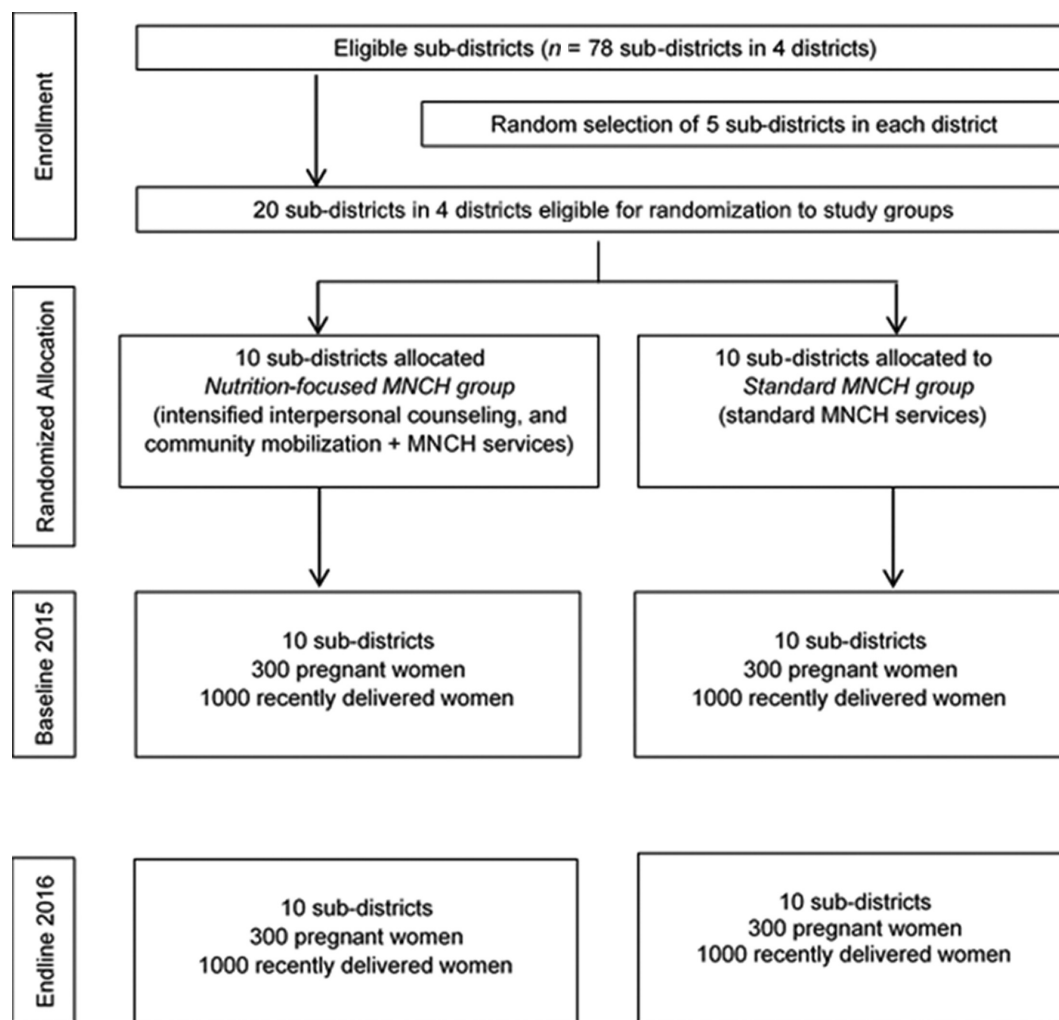 Enrollment
Eligible sub-districts (n = 78 sub-districts in 4 districts)
Random selection of 5 sub-districts in each district
20 sub-districts in 4 districts eligible for randomization to study groups
Randomized Allocation
10 sub-districts allocated
Nutrition-focused MNCH group
(intensified interpersonal counseling, and
community mobilization + MNCH services)
10 sub-districts allocated to
Standard MNCH group
(standard MNCH services)
Baseline 2015
10 sub-districts
300 pregnant women
1000 recently delivered women
10 sub-districts
300 pregnant women
1000 recently delivered women
Endline 2016
10 sub-districts
300 pregnant women
1000 recently delivered women
10 sub-districts
300 pregnant women
1000 recently delivered women